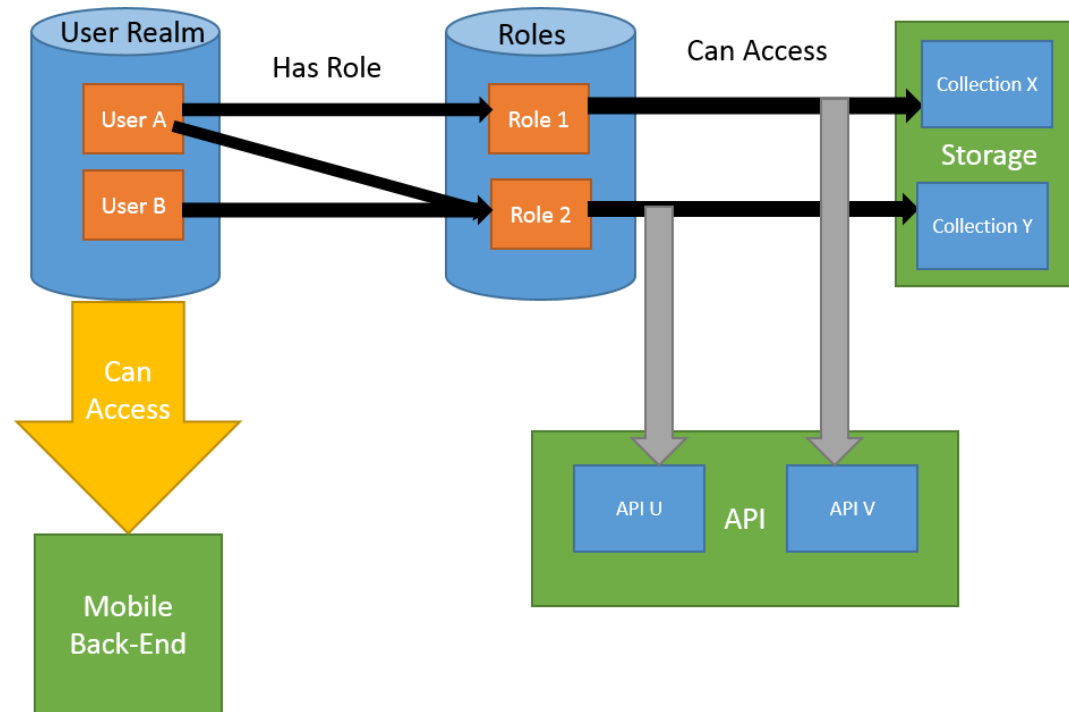 User Realm
Has Role
Roles
Can Access
User A
User B
Role 1
Role 2
Collection X
Storage
Collection Y
Can
Access
API U
API
API V
Mobile
Back-End